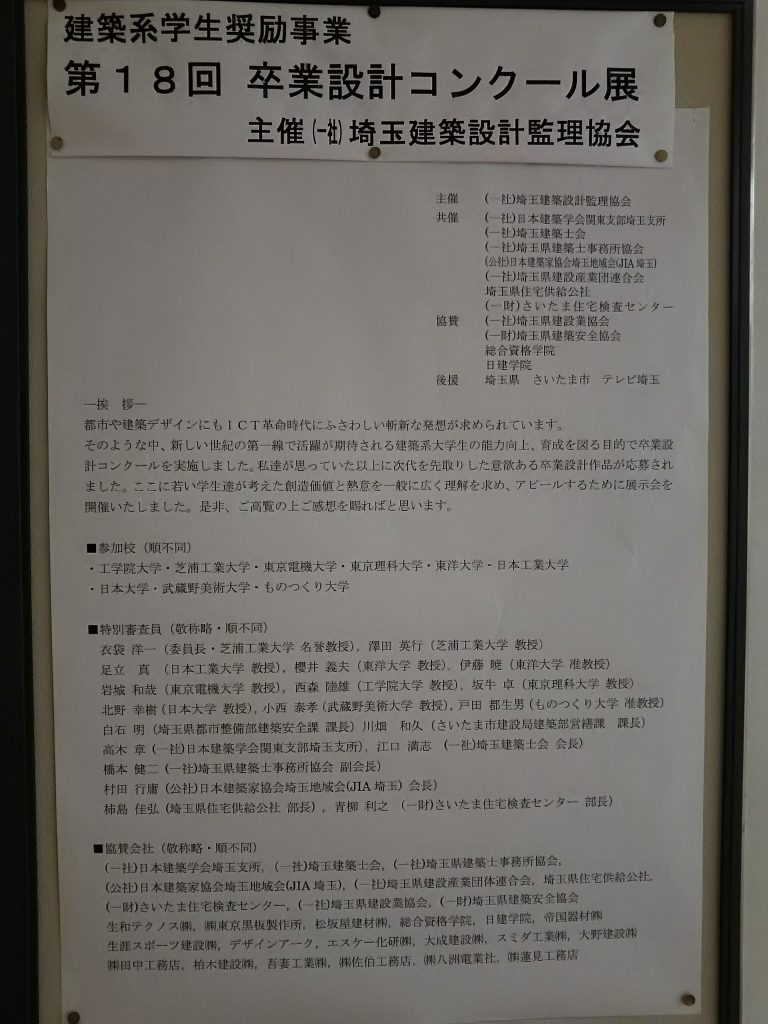 建築系学生奨励事業
第１８回 卒業設計コンクール展
主催(一社)埼玉建築設計監理協会
主催 (一社)埼玉建築設計監理協会
共催 (一社)日本建築学会関東支部埼玉支所
(一社)埼玉建築士会
(一社)埼玉県建築士事務所協会
(公社)日本建築家協会埼玉地域会(JIA 埼玉)
(一社)埼玉県建設産業団連合会
埼玉県住宅供給公社
(一財)さいたま住宅検査センター
協賛 (一社)埼玉県建設業協会
(一財)埼玉県建築安全協会
総合資格学院
日建学院
後援 埼玉県 さいたま市 テレビ埼玉
―挨 拶―
都市や建築デザインにもＩＣＴ革命時代にふさわしい斬新な発想が求められています。
そのような中、新しい世紀の第一線で活躍が期待される建築系大学生の能力向上、育成を図る目的で卒業設
計コンクールを実施しました。私達が思っていた以上に次代を先取りした意欲ある卒業設計作品が応募され
ました。ここに若い学生達が考えた創造価値と熱意を一般に広く理解を求め、アピールするために展示会を
開催いたしました。是非、ご高覧の上ご感想を賜ればと思います。
■参加校（順不同）
・工学院大学・芝浦工業大学・東京電機大学・東京理科大学・東洋大学・日本工業大学
・日本大学・武蔵野美術大学・ものつくり大学
■特別審査員（敬称略・順不同）
衣袋 洋一（委員長・芝浦工業大学 名誉教授），澤田 英行（芝浦工業大学 教授）
足立 真 （日本工業大学 教授），櫻井 義夫（東洋大学 教授），伊藤 暁（東洋大学 准教授）
岩城 和哉（東京電機大学 教授），西森 陸雄（工学院大学 教授），坂牛 卓（東京理科大学 教授）
北野 幸樹（日本大学 教授），小西 泰孝（武蔵野美術大学 教授），戸田 都生男（ものつくり大学 准教授）
白石 明（埼玉県都市整備部建築安全課 課長）川畑 和久（さいたま市建設局建築部営繕課 課長）
高木 章（一社)日本建築学会関東支部埼玉支所），江口 満志 （一社)埼玉建築士会 会長）
橋本 健二（一社)埼玉県建築士事務所協会 副会長）
村田 行庸（公社)日本建築家協会埼玉地域会(JIA 埼玉) 会長）
柿島 佳弘（埼玉県住宅供給公社 部長），青柳 利之 （一財)さいたま住宅検査センター 部長）
■協賛会社（敬称略・順不同）
(一社)日本建築学会埼玉支所，(一社)埼玉建築士会，(一社)埼玉県建築士事務所協会，
(公社)日本建築家協会埼玉地域会(JIA 埼玉)，(一社)埼玉県建設産業団体連合会，埼玉県住宅供給公社，
(一財)さいたま住宅検査センター，(一社)埼玉県建設業協会，(一財)埼玉県建築安全協会
生和テクノス㈱，㈱東京黒板製作所，松坂屋建材㈱，総合資格学院，日建学院，帝国器材㈱
生涯スポーツ建設㈱，デザインアーク，エスケー化研㈱，大成建設㈱，スミダ工業㈱，大野建設㈱
㈱田中工務店，柏木建設㈱，吾妻工業㈱，㈱佐伯工務店，㈱八洲電業社，㈱蓮見工務店